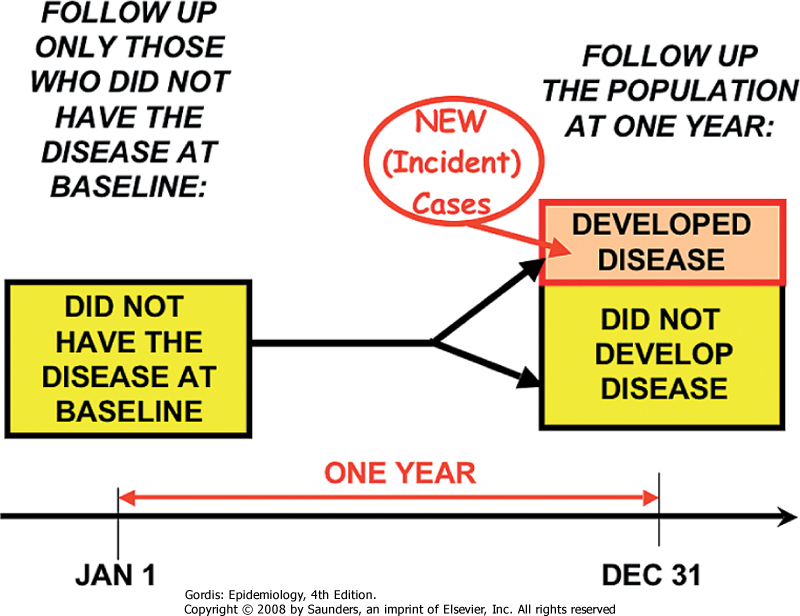 FOLLOW UP
ONLY THOSE
WHO DID NOT
HAVE THE
DISEASE AT
BASELINE:
FOLLOW UP
THE POPULATION
AT ONE YEAR:
NEW
(Incident)
Cases
DEVELOPED
DISEASE
DID NOT
HAVE THE
DISEASE AT
BASELINE
DID NOT
DEVELOP
DISEASE
ONE YEAR
JAN 1
DEC 31
Gordis: Epidemiology, 4th Edition.
Copyright © 2008 by Saunders, an imprint of Elsevier, Inc. All rights reserved